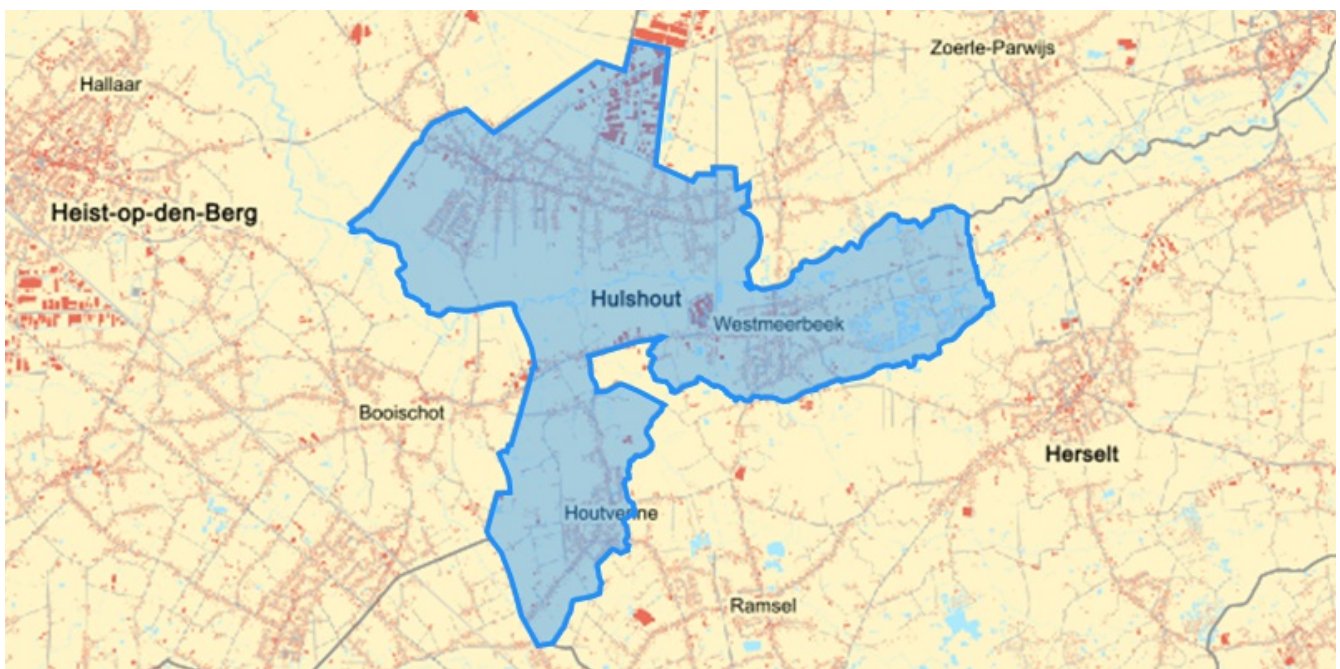 Zoerle-Parwijs
Hallaar
Heist-op-den-Berg
Hulshout
Westmeerbeek
Booischot
Herselt
Houtvenne
Ramsel